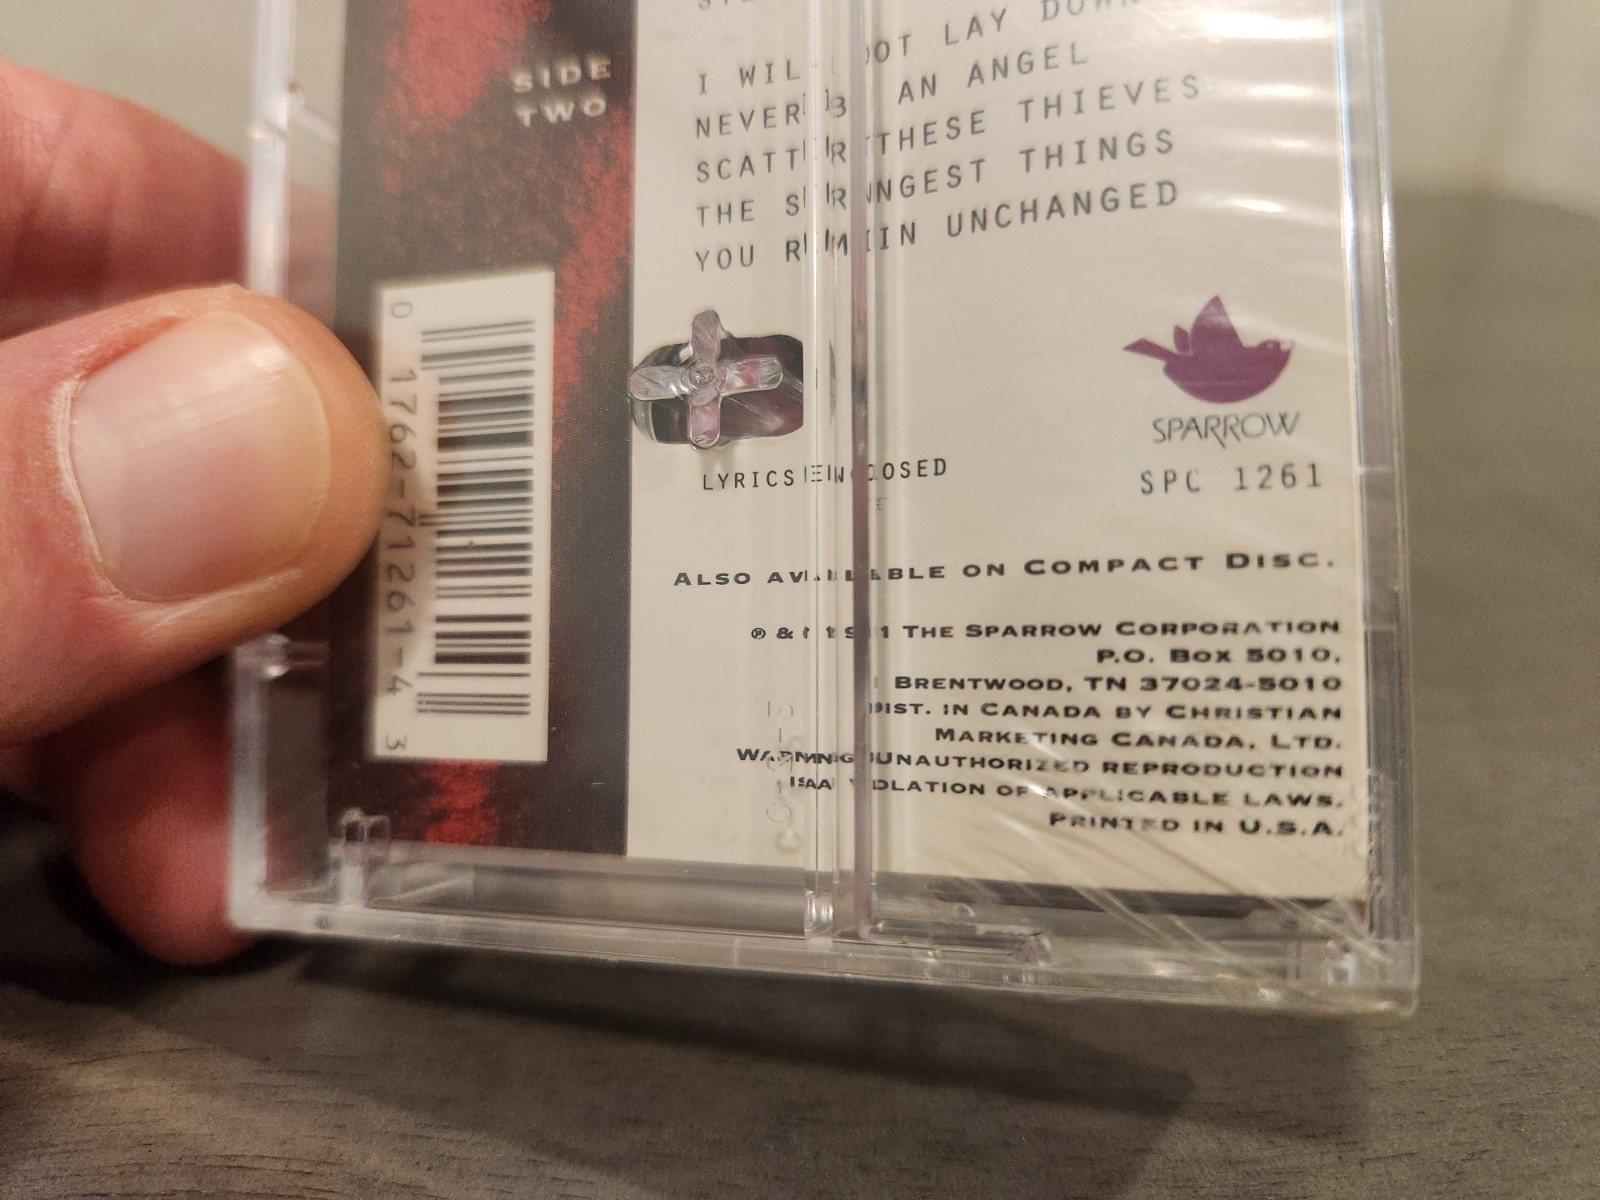 SIDE
TWO
I WILL NOT LAY DOWN
NEVER BE AN ANGEL
SCATTER THESE THIEVES
THE STRANGEST THINGS
YOU REMAIN UNCHANGED
0 1762-71261-4 3
SPARROW
LYRICS ENCLOSED
SPC 1261
ALSO AVAILABLE ON COMPACT DISC.
℗ & © 1991 THE SPARROW CORPORATION
P.O. BOX 5010,
BRENTWOOD, TN 37024-5010
DIST. IN CANADA BY CHRISTIAN
MARKETING CANADA, LTD.
WARNING: UNAUTHORIZED REPRODUCTION
IS A VIOLATION OF APPLICABLE LAWS.
PRINTED IN U.S.A.